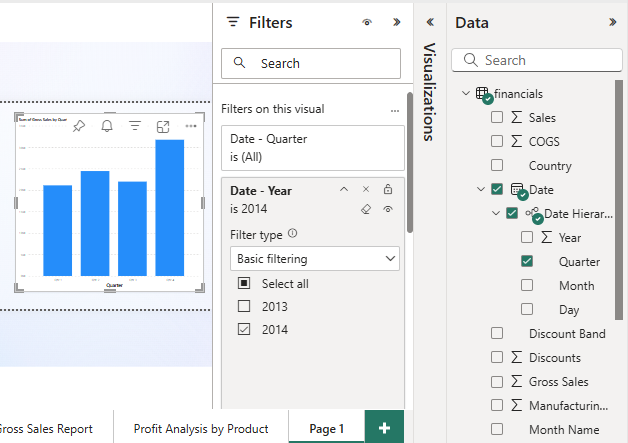 Filters
Search
Filters on this visual
...
Date - Quarter
is (All)
Date - Year
is 2014
Filter type
Basic filtering
Select all
2013
2014
Sum of Gross Sales by Quar
Quarter
Visualizations
Data
Search
financials
Sales
COGS
Country
Date
Date Hierar...
Year
Quarter
Month
Day
Discount Band
Discounts
Gross Sales
Manufacturin...
Month Name
Gross Sales Report
Profit Analysis by Product
Page 1
+